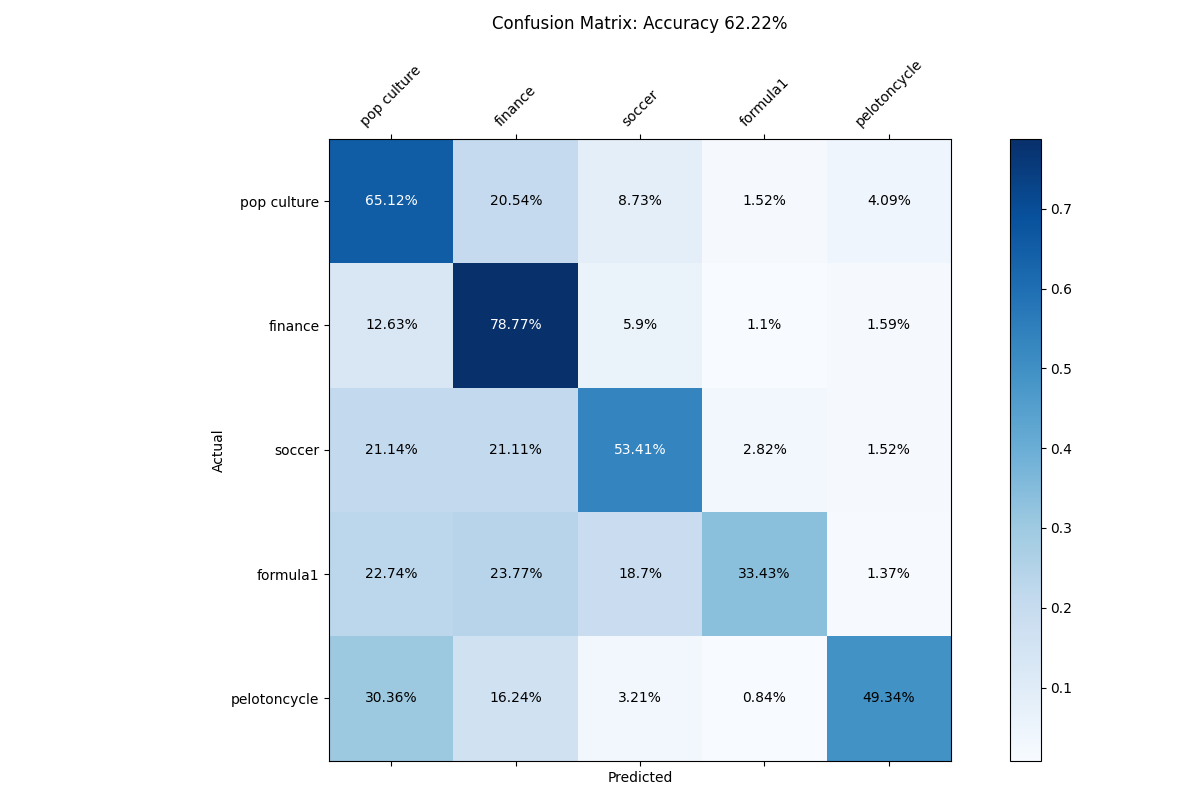 Confusion Matrix: Accuracy 62.22%
pop culture finance soccer formula1 pelotoncycle
pop culture 65.12% 20.54% 8.73% 1.52% 4.09%
finance 12.63% 78.77% 5.9% 1.1% 1.59%
soccer 21.14% 21.11% 53.41% 2.82% 1.52%
formula1 22.74% 23.77% 18.7% 33.43% 1.37%
pelotoncycle 30.36% 16.24% 3.21% 0.84% 49.34%
Actual
Predicted
0.7
0.6
0.5
0.4
0.3
0.2
0.1